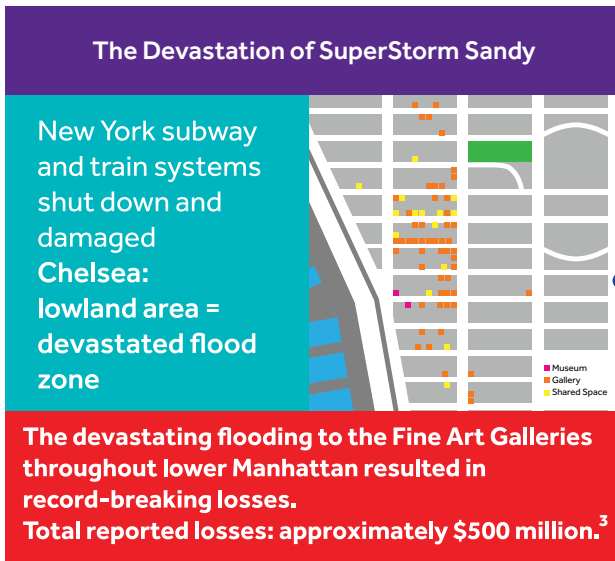 The Devastation of SuperStorm Sandy
New York subway
and train systems
shut down and
damaged
Chelsea:
lowland area =
devastated flood
zone
Museum
Gallery
Shared Space
The devastating flooding to the Fine Art Galleries
throughout lower Manhattan resulted in
record-breaking losses.
Total reported losses: approximately $500 million.3